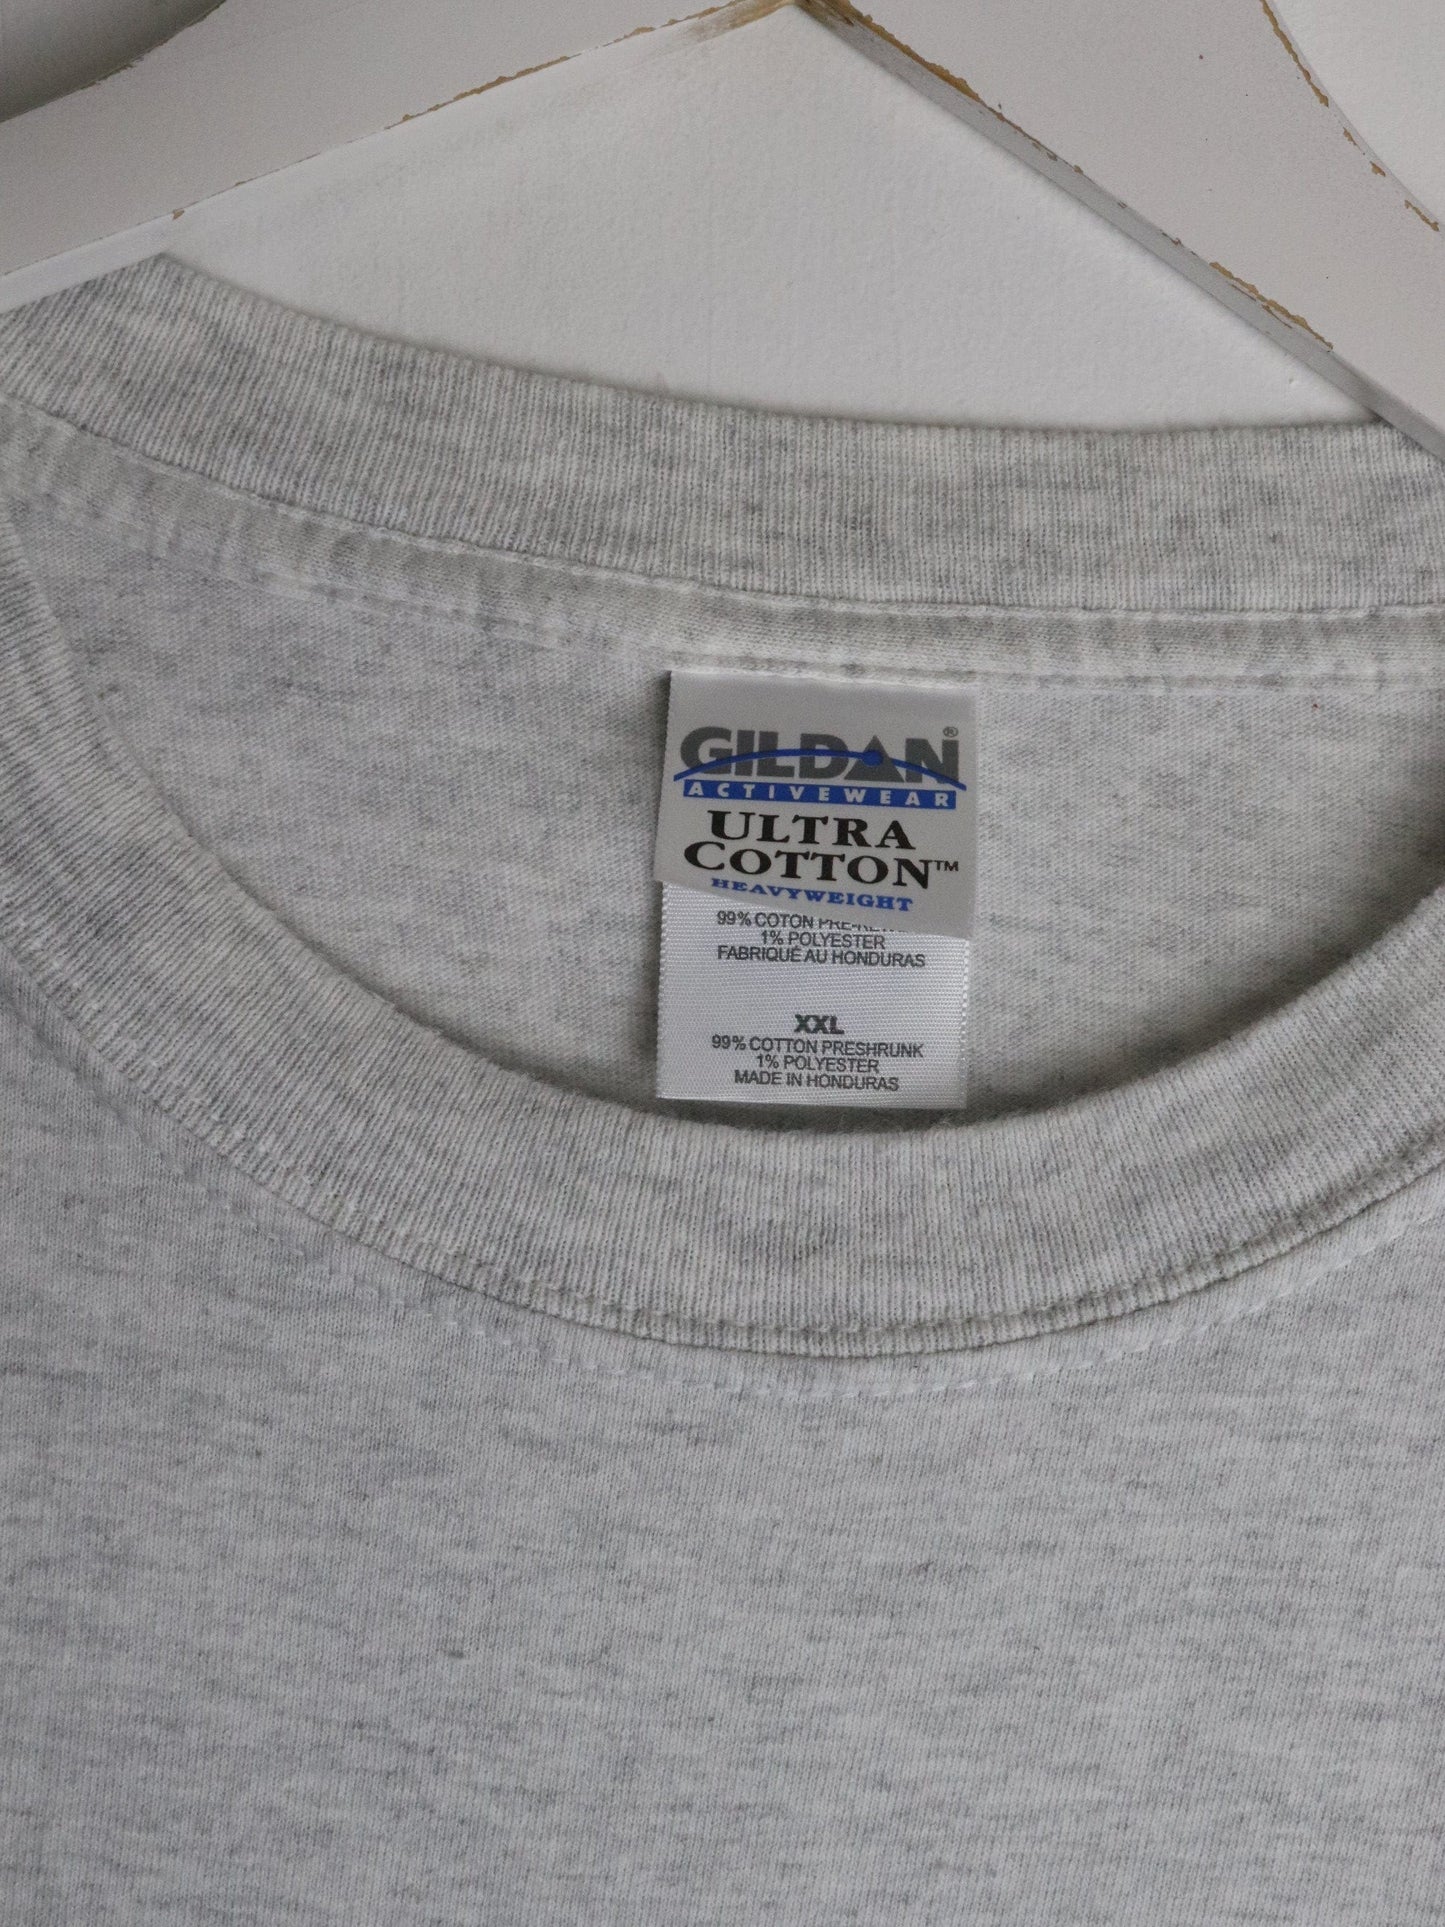 GILDAN®
ACTIVEWEAR
ULTRA
COTTON™
HEAVYWEIGHT
99% COTON
1% POLYESTER
FABRIQUÉ AU HONDURAS
XXL
99% COTTON PRESHRUNK
1% POLYESTER
MADE IN HONDURAS